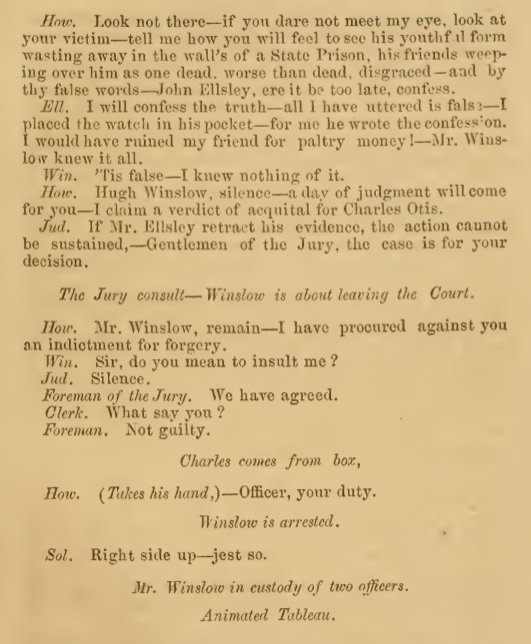 How. Look not there—if you dare not meet my eye, look at
your victim—tell me how you will feel to see his youthful form
wasting away in the wall's of a State Prison, his friends weep-
ing over him as one dead. worse than dead, disgraced—and by
thy false words—John Ellsley, ere it be too late, confess.
Ell. I will confess the truth—all I have uttered is false—I
placed the watch in his pocket—for me he wrote the confession.
I would have ruined my friend for paltry money!—Mr. Wins-
low knew it all.
Win. 'Tis false—I knew nothing of it.
How. Hugh Winslow, silence—a day of judgment will come
for you—I claim a verdict of acquital for Charles Otis.
Jud. If Mr. Ellsley retract his evidence, the action cannot
be sustained,—Gentlemen of the Jury, the case is for your
decision.
The Jury consult—Winslow is about leaving the Court.
How. Mr. Winslow, remain—I have procured against you
an indictment for forgery.
Win. Sir, do you mean to insult me?
Jud. Silence.
Foreman of the Jury. We have agreed.
Clerk. What say you?
Foreman. Not guilty.
Charles comes from box,
How. (Takes his hand,)—Officer, your duty.
Winslow is arrested.
Sol. Right side up—jest so.
Mr. Winslow in custody of two officers.
Animated Tableau.